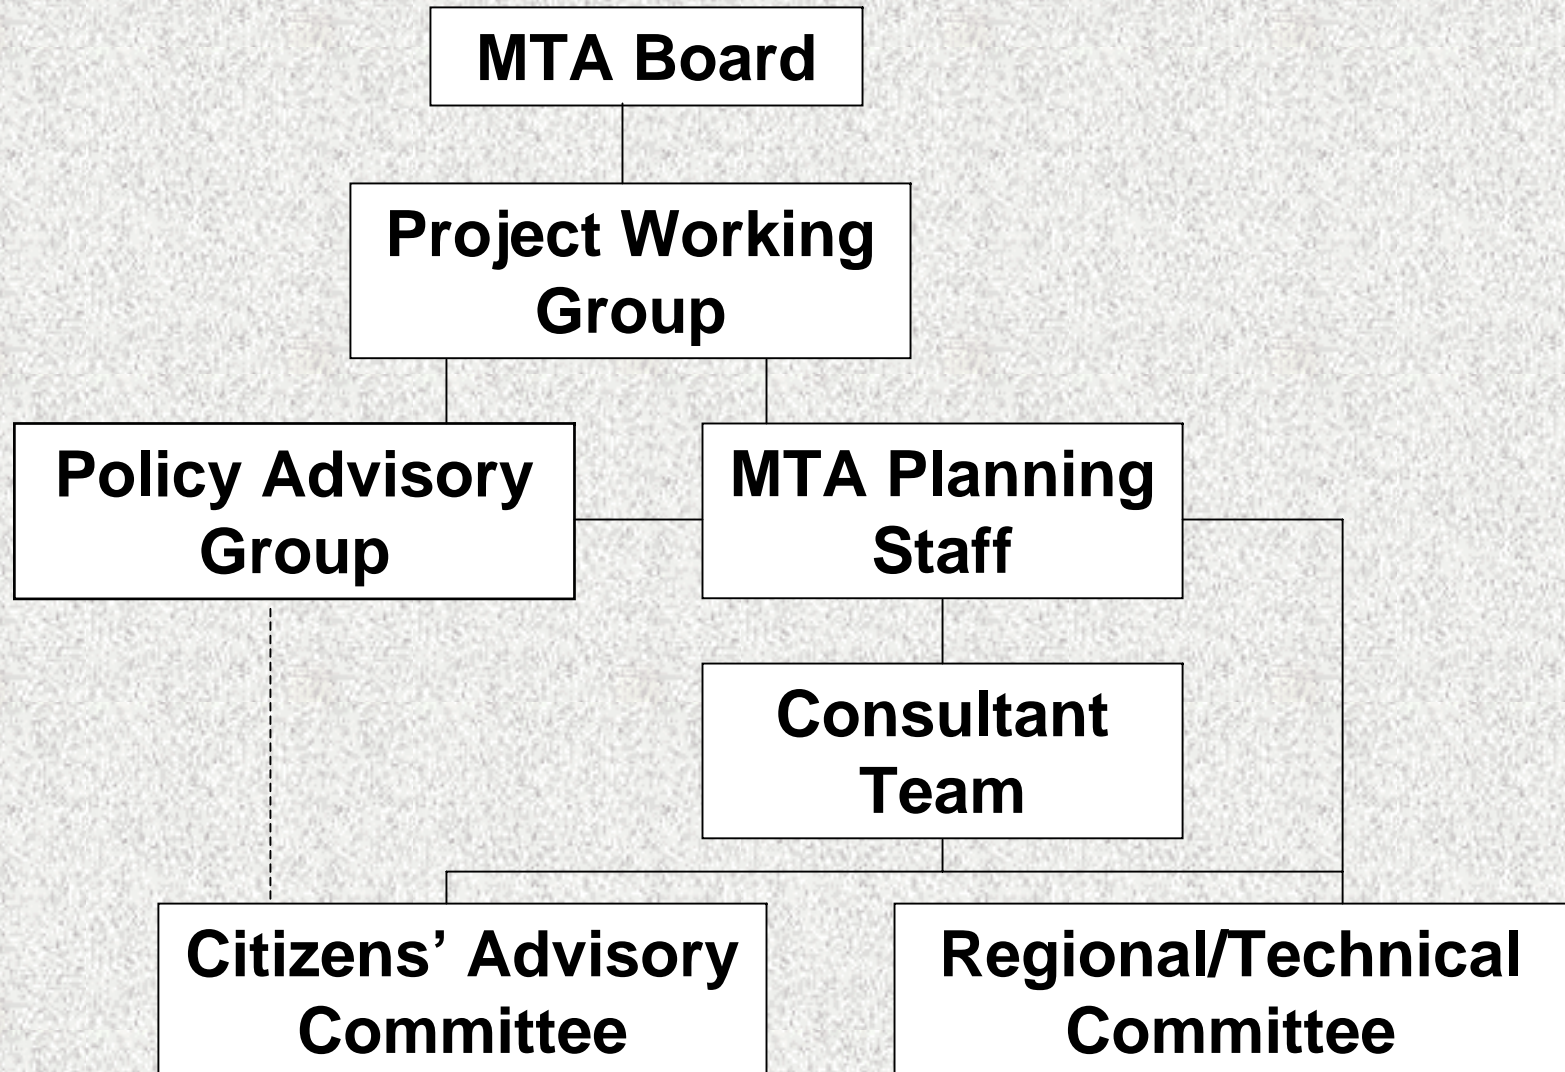 MTA Board
Project Working
Group
Policy Advisory
Group
MTA Planning
Staff
Consultant
Team
Citizens’ Advisory
Committee
Regional/Technical
Committee